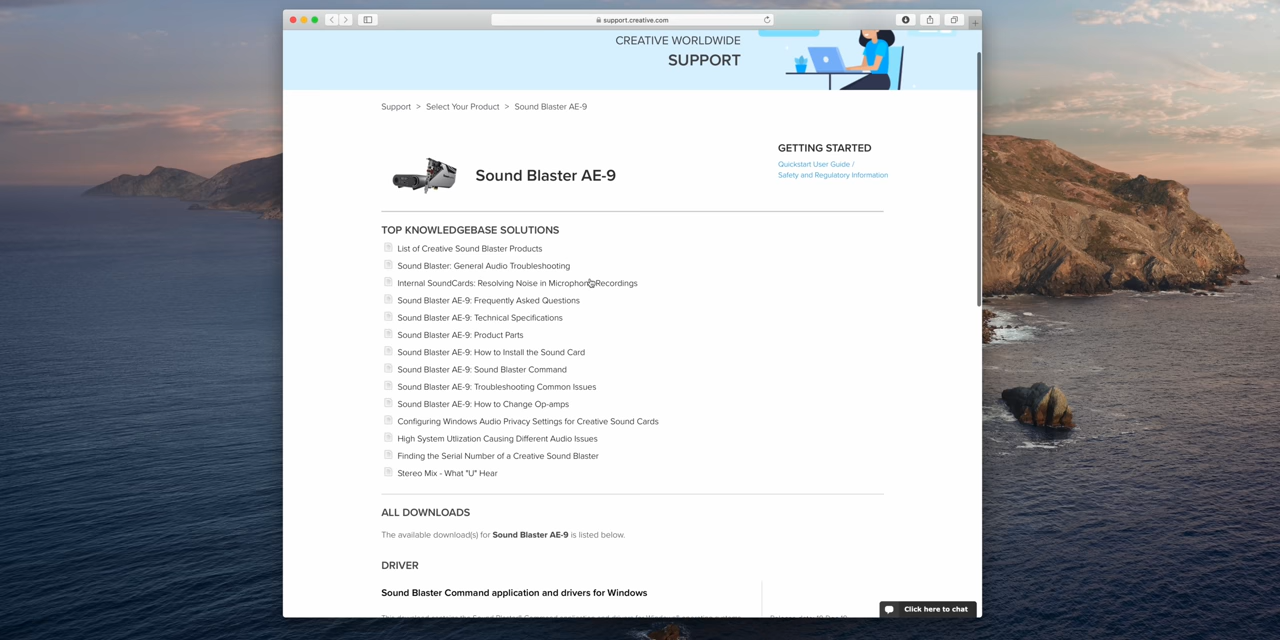 support.creative.com
CREATIVE WORLDWIDE
SUPPORT
Support > Select Your Product > Sound Blaster AE-9
GETTING STARTED
Quickstart User Guide /
Safety and Regulatory Information
Sound Blaster AE-9
TOP KNOWLEDGEBASE SOLUTIONS
List of Creative Sound Blaster Products
Sound Blaster: General Audio Troubleshooting
Internal SoundCards: Resolving Noise in Microphone Recordings
Sound Blaster AE-9: Frequently Asked Questions
Sound Blaster AE-9: Technical Specifications
Sound Blaster AE-9: Product Parts
Sound Blaster AE-9: How to Install the Sound Card
Sound Blaster AE-9: Sound Blaster Command
Sound Blaster AE-9: Troubleshooting Common Issues
Sound Blaster AE-9: How to Change Op-amps
Configuring Windows Audio Privacy Settings for Creative Sound Cards
High System Utlization Causing Different Audio Issues
Finding the Serial Number of a Creative Sound Blaster
Stereo Mix - What "U" Hear
ALL DOWNLOADS
The available download(s) for Sound Blaster AE-9 is listed below.
DRIVER
Sound Blaster Command application and drivers for Windows
Click here to chat